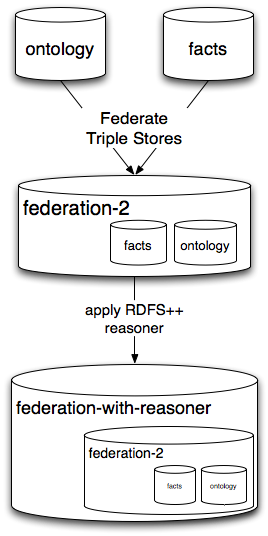 ontology
facts
Federate
Triple Stores
federation-2
facts
ontology
apply RDFS++
reasoner
federation-with-reasoner
federation-2
facts
ontology